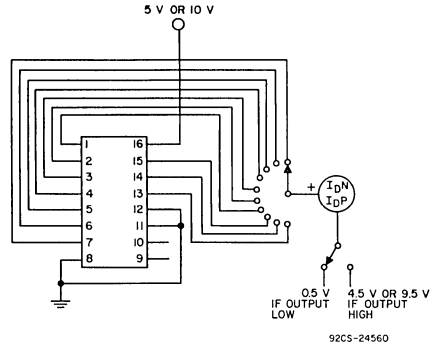 5 V OR 10 V
1 16
2 15
3 14
4 13
5 12
6 11
7 10
8 9
+
IDN
IDP
0.5 V
IF OUTPUT
LOW
4.5 V OR 9.5 V
IF OUTPUT
HIGH
92CS-24560